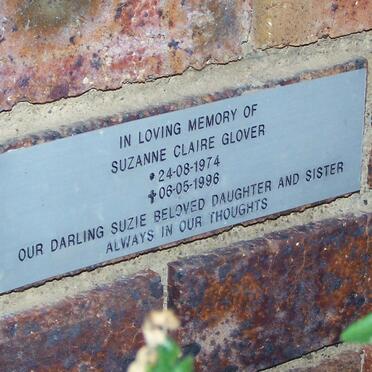 IN LOVING MEMORY OF
SUZANNE CLAIRE GLOVER
* 24-08-1974
✝ 06-05-1996
OUR DARLING SUZIE BELOVED DAUGHTER AND SISTER
ALWAYS IN OUR THOUGHTS